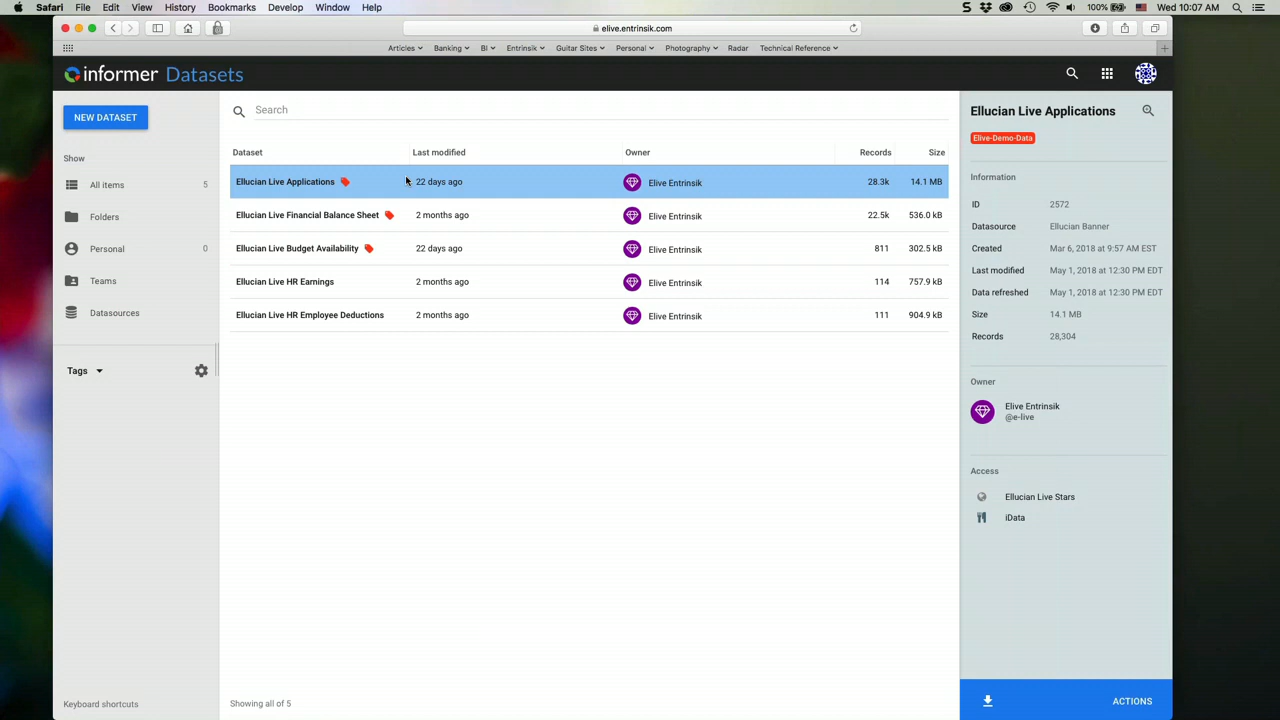 Safari File Edit View History Bookmarks Develop Window Help 100% Wed 10:07 AM
elive.entrinsik.com
Articles Banking BI Entrinsik Guitar Sites Personal Photography Radar Technical Reference
informer Datasets
NEW DATASET
Show
All items 5
Folders
Personal 0
Teams
Datasources
Tags
Keyboard shortcuts
Search
Dataset Last modified Owner Records Size
Ellucian Live Applications 22 days ago Elive Entrinsik 28.3k 14.1 MB
Ellucian Live Financial Balance Sheet 2 months ago Elive Entrinsik 22.5k 536.0 kB
Ellucian Live Budget Availability 22 days ago Elive Entrinsik 811 302.5 kB
Ellucian Live HR Earnings 2 months ago Elive Entrinsik 114 757.9 kB
Ellucian Live HR Employee Deductions 2 months ago Elive Entrinsik 111 904.9 kB
Showing all of 5
Ellucian Live Applications
Elive-Demo-Data
Information
ID 2572
Datasource Ellucian Banner
Created Mar 6, 2018 at 9:57 AM EST
Last modified May 1, 2018 at 12:30 PM EDT
Data refreshed May 1, 2018 at 12:30 PM EDT
Size 14.1 MB
Records 28,304
Owner
Elive Entrinsik
@e-live
Access
Ellucian Live Stars
iData
ACTIONS